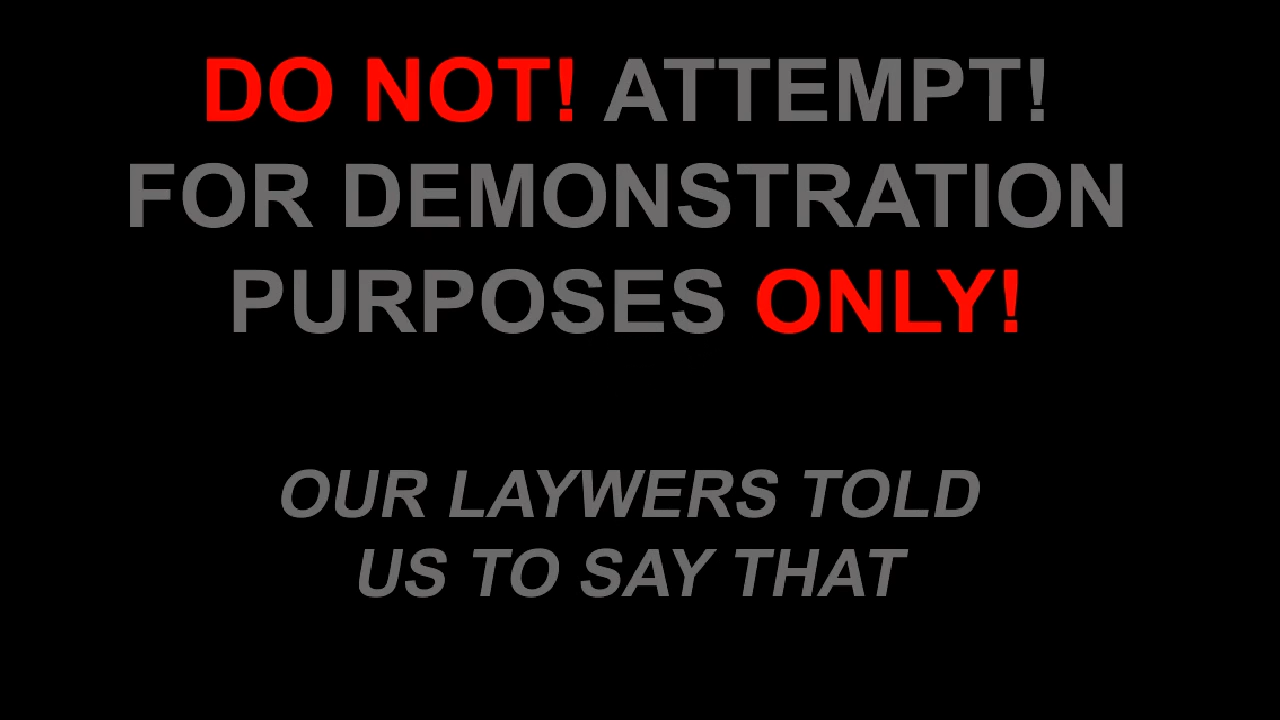 DO NOT! ATTEMPT!
FOR DEMONSTRATION
PURPOSES ONLY!
OUR LAYWERS TOLD
US TO SAY THAT